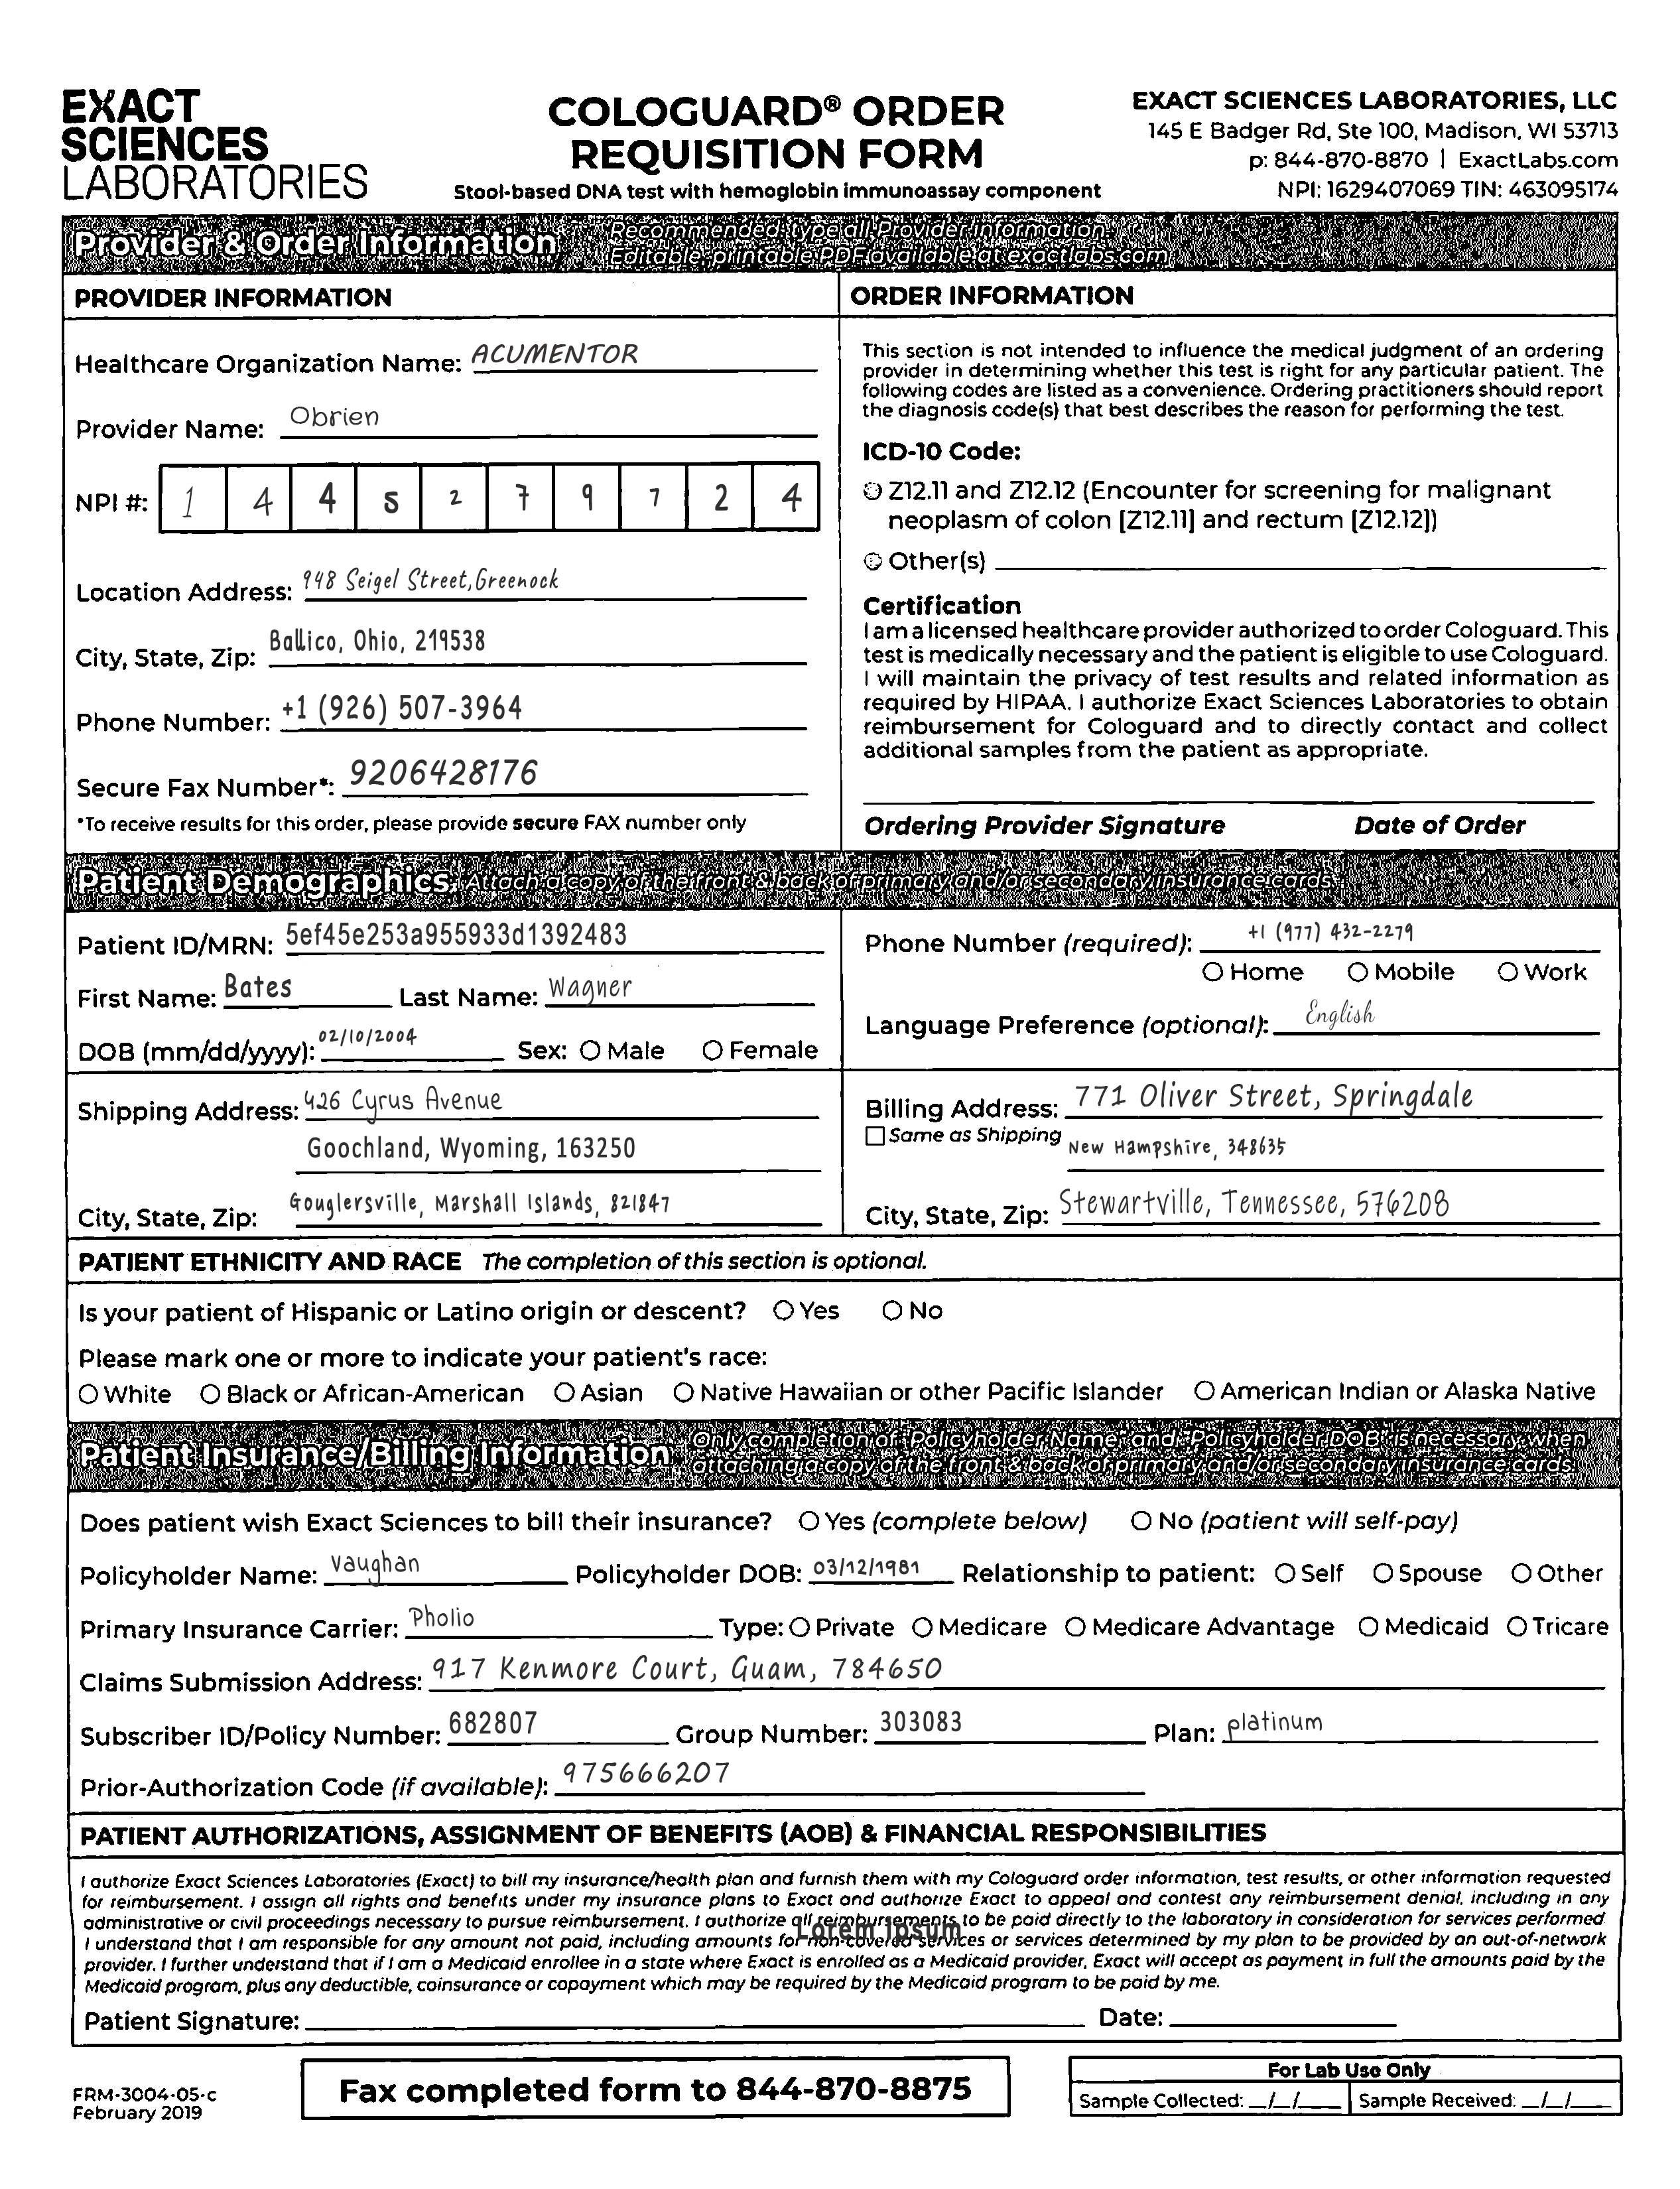 EXACT
SCIENCES
LABORATORIES
COLOGUARD® ORDER
REQUISITION FORM
Stool-based DNA test with hemoglobin immunoassay component
EXACT SCIENCES LABORATORIES, LLC
145 E Badger Rd, Ste 100, Madison, WI 53713
p: 844-870-8870 | ExactLabs.com
NPI: 1629407069 TIN: 463095174
Provider & Order Information
Recommended: type all Provider information.
Editable, printable PDF available at exactlabs.com
PROVIDER INFORMATION
Healthcare Organization Name: ACUMENTOR
Provider Name: Obrien
NPI #: 1 4 4 5 2 7 9 7 2 4
Location Address: 948 Seigel Street, Greenock
City, State, Zip: Ballico, Ohio, 219538
Phone Number: +1 (926) 507-3964
Secure Fax Number*: 9206428176
*To receive results for this order, please provide secure FAX number only
ORDER INFORMATION
This section is not intended to influence the medical judgment of an ordering
provider in determining whether this test is right for any particular patient. The
following codes are listed as a convenience. Ordering practitioners should report
the diagnosis code(s) that best describes the reason for performing the test.
ICD-10 Code:
Z12.11 and Z12.12 (Encounter for screening for malignant
neoplasm of colon [Z12.11] and rectum [Z12.12])
Other(s)
Certification
I am a licensed healthcare provider authorized to order Cologuard. This
test is medically necessary and the patient is eligible to use Cologuard.
I will maintain the privacy of test results and related information as
required by HIPAA. I authorize Exact Sciences Laboratories to obtain
reimbursement for Cologuard and to directly contact and collect
additional samples from the patient as appropriate.
Ordering Provider Signature Date of Order
Patient Demographics Attach a copy of the front & back of primary and/or secondary insurance cards.
Patient ID/MRN: 5ef45e253a955933d1392483
First Name: Bates Last Name: Wagner
DOB (mm/dd/yyyy): 02/10/2004 Sex: Male Female
Phone Number (required): +1 (977) 432-2279
Home Mobile Work
Language Preference (optional): English
Shipping Address: 426 Cyrus Avenue
Goochland, Wyoming, 163250
City, State, Zip: Gouglersville, Marshall Islands, 821847
Billing Address: 771 Oliver Street, Springdale
Same as Shipping New Hampshire, 348635
City, State, Zip: Stewartville, Tennessee, 576208
PATIENT ETHNICITY AND RACE The completion of this section is optional.
Is your patient of Hispanic or Latino origin or descent? Yes No
Please mark one or more to indicate your patient's race:
White Black or African-American Asian Native Hawaiian or other Pacific Islander American Indian or Alaska Native
Patient Insurance/Billing Information
Only completion of "Policyholder Name" and "Policyholder DOB" is necessary when
attaching a copy of the front & back of primary and/or secondary insurance cards.
Does patient wish Exact Sciences to bill their insurance? Yes (complete below) No (patient will self-pay)
Policyholder Name: Vaughan Policyholder DOB: 03/12/1981 Relationship to patient: Self Spouse Other
Primary Insurance Carrier: Pholio Type: Private Medicare Medicare Advantage Medicaid Tricare
Claims Submission Address: 917 Kenmore Court, Guam, 784650
Subscriber ID/Policy Number: 682807 Group Number: 303083 Plan: platinum
Prior-Authorization Code (if available): 975666207
PATIENT AUTHORIZATIONS, ASSIGNMENT OF BENEFITS (AOB) & FINANCIAL RESPONSIBILITIES
I authorize Exact Sciences Laboratories (Exact) to bill my insurance/health plan and furnish them with my Cologuard order information, test results, or other information requested
for reimbursement. I assign all rights and benefits under my insurance plans to Exact and authorize Exact to appeal and contest any reimbursement denial, including in any
administrative or civil proceedings necessary to pursue reimbursement. I authorize all reimbursements to be paid directly to the laboratory in consideration for services performed
Lorem Ipsum
I understand that I am responsible for any amount not paid, including amounts for non-covered services or services determined by my plan to be provided by an out-of-network
provider. I further understand that if I am a Medicaid enrollee in a state where Exact is enrolled as a Medicaid provider, Exact will accept as payment in full the amounts paid by the
Medicaid program, plus any deductible, coinsurance or copayment which may be required by the Medicaid program to be paid by me.
Patient Signature: Date:
FRM-3004-05-c
February 2019
Fax completed form to 844-870-8875
For Lab Use Only
Sample Collected: _/_/_ Sample Received: _/_/_